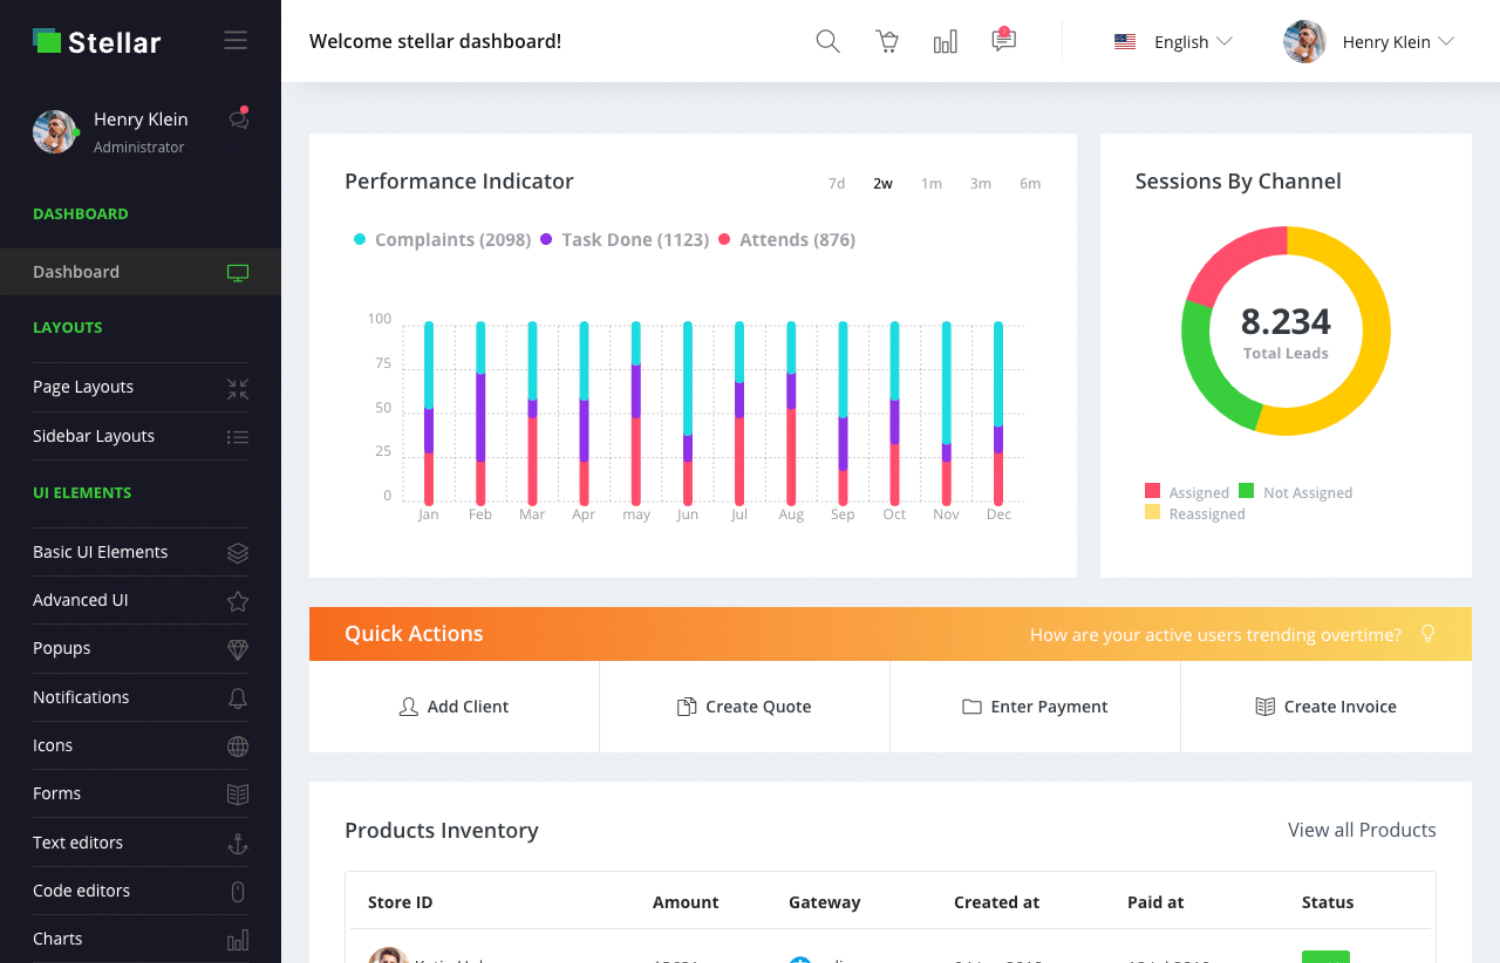 Stellar
Welcome stellar dashboard!
English
Henry Klein
Henry Klein
Administrator
DASHBOARD
Dashboard
LAYOUTS
Page Layouts
Sidebar Layouts
UI ELEMENTS
Basic UI Elements
Advanced UI
Popups
Notifications
Icons
Forms
Text editors
Code editors
Charts
Performance Indicator
7d 2w 1m 3m 6m
Complaints (2098) Task Done (1123) Attends (876)
100
75
50
25
0
Jan Feb Mar Apr may Jun Jul Aug Sep Oct Nov Dec
Sessions By Channel
8.234
Total Leads
Assigned Not Assigned
Reassigned
Quick Actions
How are your active users trending overtime?
Add Client
Create Quote
Enter Payment
Create Invoice
Products Inventory
View all Products
Store ID Amount Gateway Created at Paid at Status